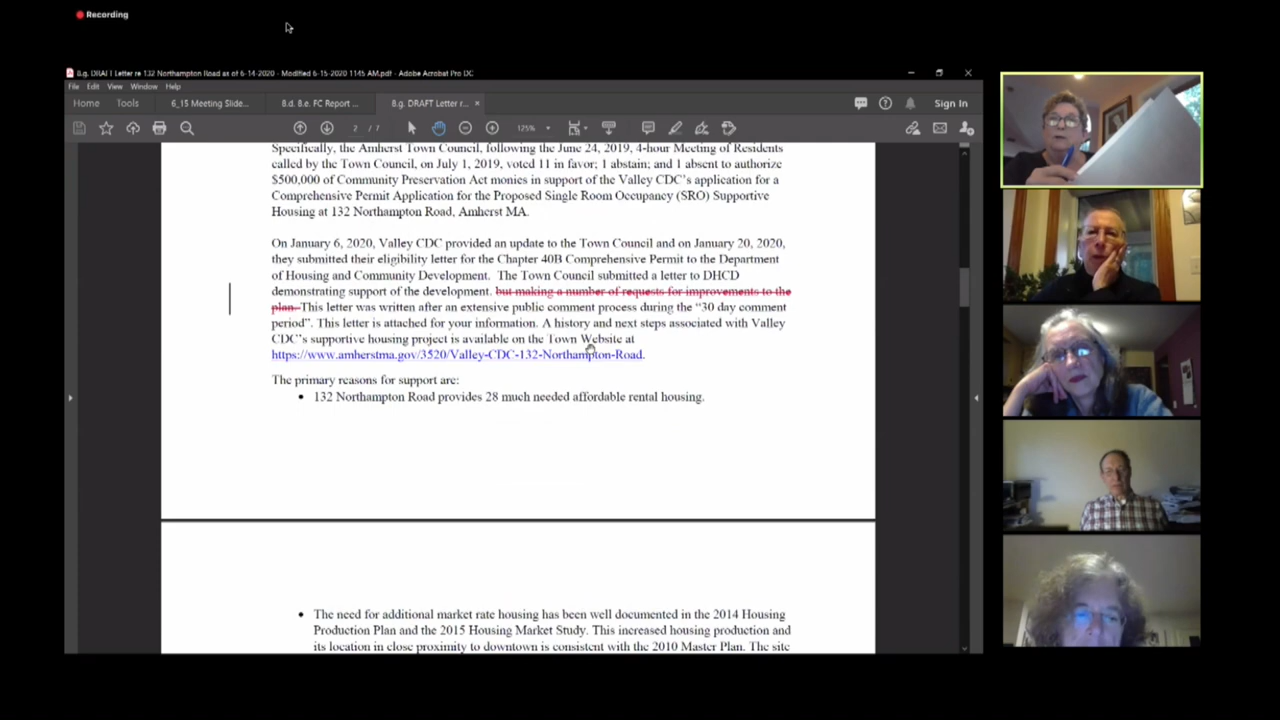 Recording
8.g. DRAFT Letter re 132 Northampton Road as of 6-14-2020 - Modified 6-15-2020 1145 AM.pdf - Adobe Acrobat Pro DC
File Edit View Window Help
Home Tools 6_15 Meeting Slide... 8.d. 8.e. FC Report ... 8.g. DRAFT Letter r... × Sign In
2 / 7 125%
Specifically, the Amherst Town Council, following the June 24, 2019, 4-hour Meeting of Residents
called by the Town Council, on July 1, 2019, voted 11 in favor; 1 abstain; and 1 absent to authorize
$500,000 of Community Preservation Act monies in support of the Valley CDC's application for a
Comprehensive Permit Application for the Proposed Single Room Occupancy (SRO) Supportive
Housing at 132 Northampton Road, Amherst MA.
On January 6, 2020, Valley CDC provided an update to the Town Council and on January 20, 2020,
they submitted their eligibility letter for the Chapter 40B Comprehensive Permit to the Department
of Housing and Community Development. The Town Council submitted a letter to DHCD
demonstrating support of the development. but making a number of requests for improvements to the
plan. This letter was written after an extensive public comment process during the "30 day comment
period". This letter is attached for your information. A history and next steps associated with Valley
CDC's supportive housing project is available on the Town Website at
https://www.amherstma.gov/3520/Valley-CDC-132-Northampton-Road.
The primary reasons for support are:
• 132 Northampton Road provides 28 much needed affordable rental housing.
• The need for additional market rate housing has been well documented in the 2014 Housing
Production Plan and the 2015 Housing Market Study. This increased housing production and
its location in close proximity to downtown is consistent with the 2010 Master Plan. The site